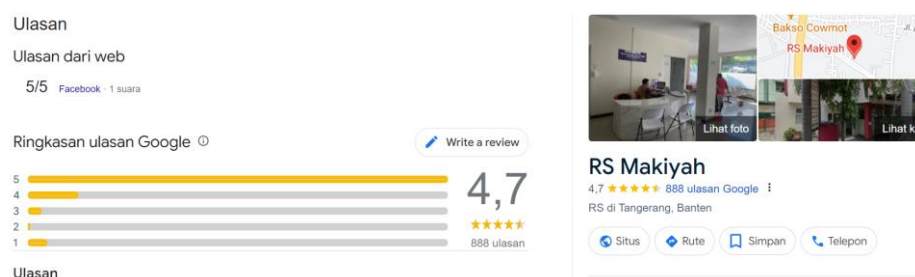 Ulasan
Ulasan dari web
5/5 Facebook · 1 suara
Ringkasan ulasan Google
Write a review
5
4
3
2
1
4,7
888 ulasan
Ulasan
Bakso Cowmot
RS Makiyah
Lihat foto
RS Makiyah
4,7 888 ulasan Google
RS di Tangerang, Banten
Situs
Rute
Simpan
Telepon